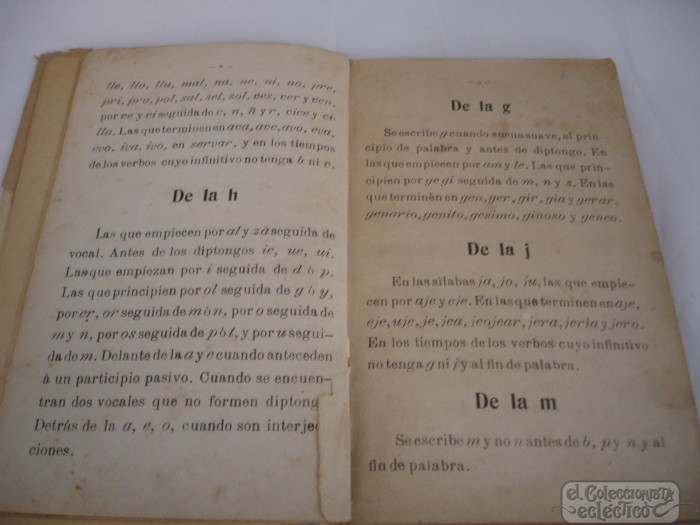 lle, llo, llu, mal, na, ne, ni, no, pre,
pri, pro, pol, sal, sel, sol, ves, ver y ven,
por ve y vi seguida de c, n, ñ y r, vice y vi
lla. Las que terminen en ava, ave, avo, eva,
evo, iva, ivo, en servar, y en los tiempos
de los verbos cuyo infinitivo no tenga b ni v.
De la h
Las que empiecen por al y za seguida de
vocal. Antes de los diptongos ie, ue, ui.
Las que empiezan por i seguida de d ó p.
Las que principien por ol seguida de g ó y,
por er, or seguida de m ò n, por o seguida de
m y n, por os seguida de p ò t, y por u segui-
da de m. Delante de la a y e cuando anteceden
à un participio pasivo. Cuando se encuen-
tran dos vocales que no formen diptong
Detrás de la a, e, o, cuando son interje
ciones.
De la g
Se escribe g cuando suena suave, al prin-
cipio de palabra y antes de diptongo. En
las que empiecen por am y le. Las que prin-
cipien por ge gi seguida de m, n y s. En las
que terminèn en gen, ger, gir, gia y gerar,
genario, genito, gesimo, ginoso y geneo.
De la j
En las sílabas ja, jo, ju, las que empie-
cen por aje y eje. En las que terminen en aje,
eje, uje, je, jea, jeojear, jera, jeria y jero.
En los tiempos de los verbos cuyo infinitivo
no tenga g ni j y al fin de palabra.
De la m
Se escribe m y no n antes de b, p y n y al
fin de palabra.
el Coleccionista
ecléctico